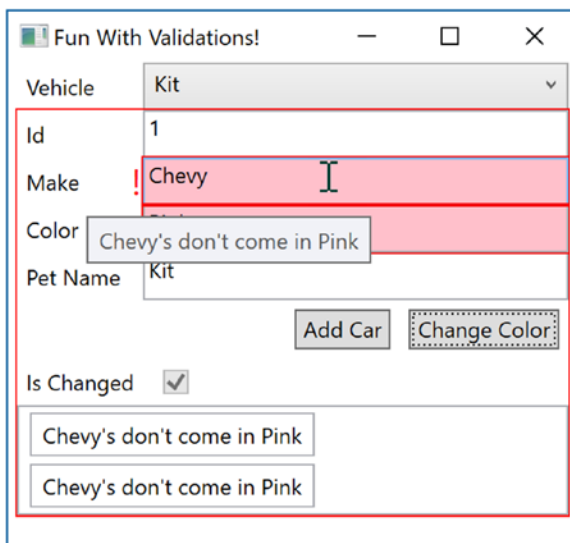 Fun With Validations!
Vehicle Kit
Id 1
Make ! Chevy
Color
Chevy's don't come in Pink
Pet Name Kit
Add Car Change Color
Is Changed
Chevy's don't come in Pink
Chevy's don't come in Pink